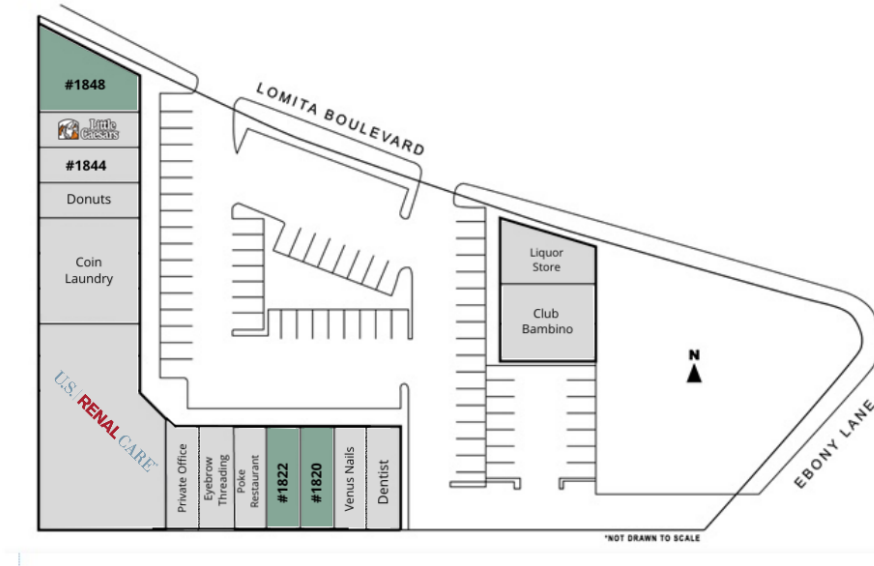 LOMITA BOULEVARD
#1848
Little
Caesars
#1844
Donuts
Coin
Laundry
U.S. RENAL CARE
Private Office
Eyebrow
Threading
Poke
Restaurant
#1822
#1820
Venus Nails
Dentist
Liquor
Store
Club
Bambino
N
EBONY LANE
*NOT DRAWN TO SCALE